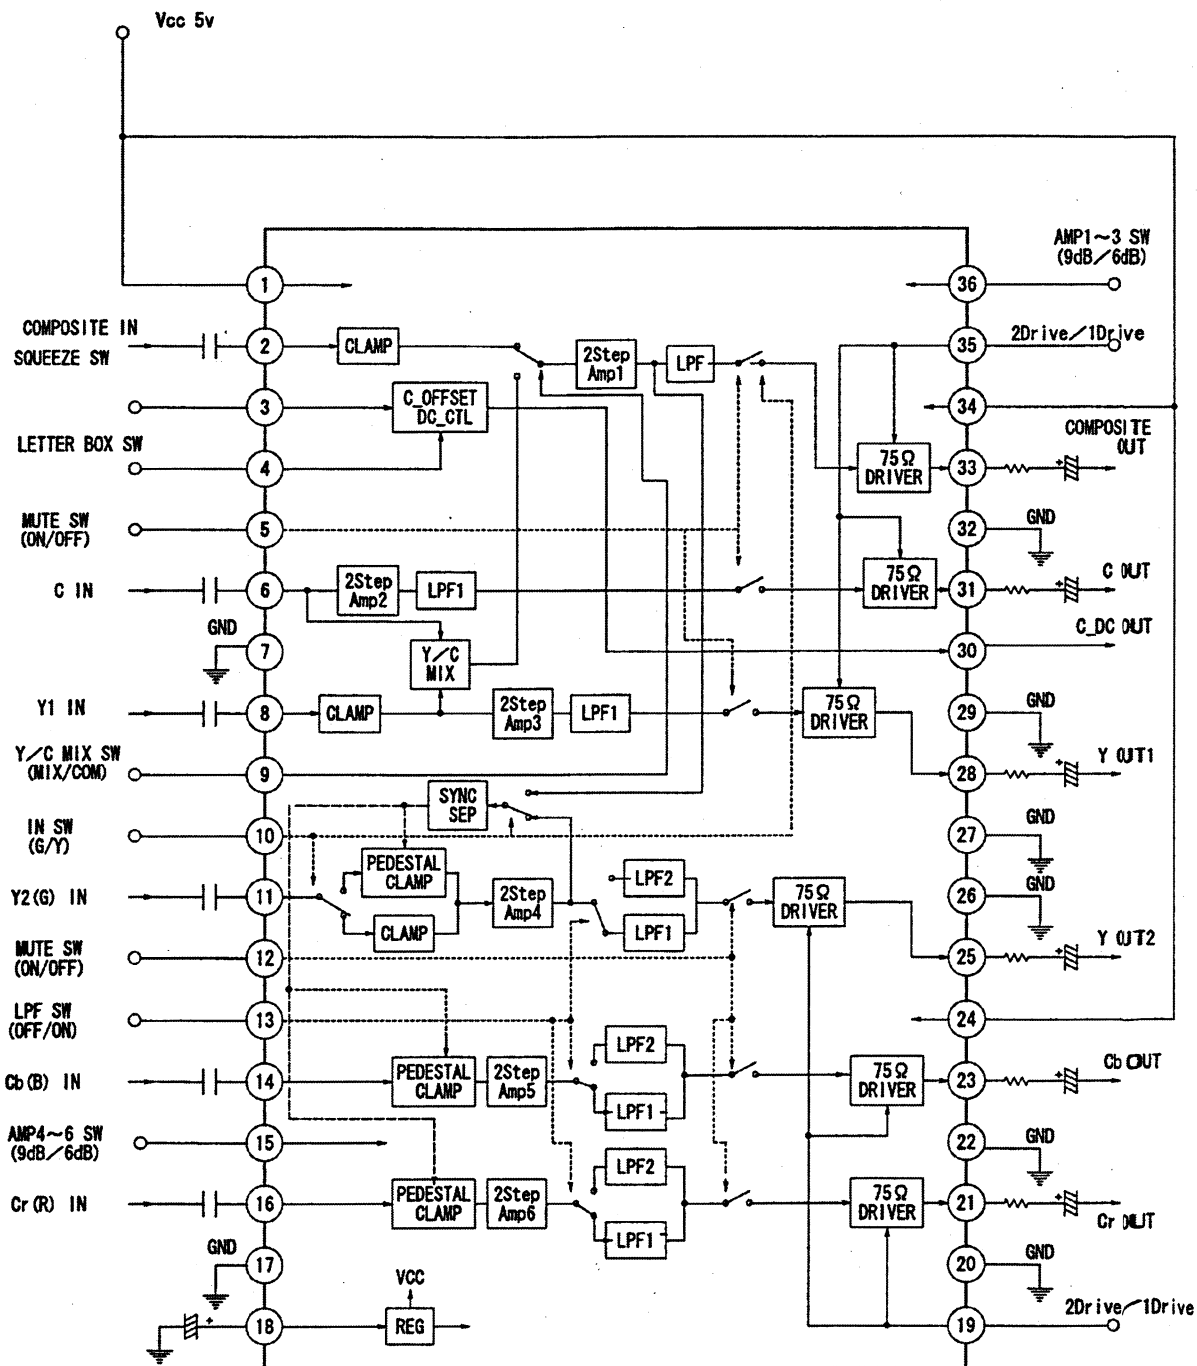 Vcc 5v
AMP1~3 SW
(9dB/6dB)
1
36
COMPOSITE IN
SQUEEZE SW
2
CLAMP
2Step
Amp1
LPF
35
2Drive/1Drive
3
C_OFFSET
DC_CTL
34
LETTER BOX SW
4
75Ω
DRIVER
33
COMPOSITE
OUT
MUTE SW
(ON/OFF)
5
32
GND
C IN
6
2Step
Amp2
LPF1
75Ω
DRIVER
31
C OUT
GND
7
Y/C
MIX
30
C_DC OUT
Y1 IN
8
CLAMP
2Step
Amp3
LPF1
75Ω
DRIVER
29
GND
Y/C MIX SW
(MIX/COM)
9
28
Y OUT1
SYNC
SEP
IN SW
(G/Y)
10
27
GND
PEDESTAL
CLAMP
LPF2
Y2(G) IN
11
CLAMP
2Step
Amp4
LPF1
75Ω
DRIVER
26
GND
MUTE SW
(ON/OFF)
12
25
Y OUT2
LPF SW
(OFF/ON)
13
24
LPF2
Cb(B) IN
14
PEDESTAL
CLAMP
2Step
Amp5
LPF1
75Ω
DRIVER
23
Cb OUT
AMP4~6 SW
(9dB/6dB)
15
22
GND
LPF2
Cr(R) IN
16
PEDESTAL
CLAMP
2Step
Amp6
LPF1
75Ω
DRIVER
21
Cr OUT
GND
17
20
GND
VCC
18
REG
19
2Drive/1Drive
+
+
+
+
+
+
+